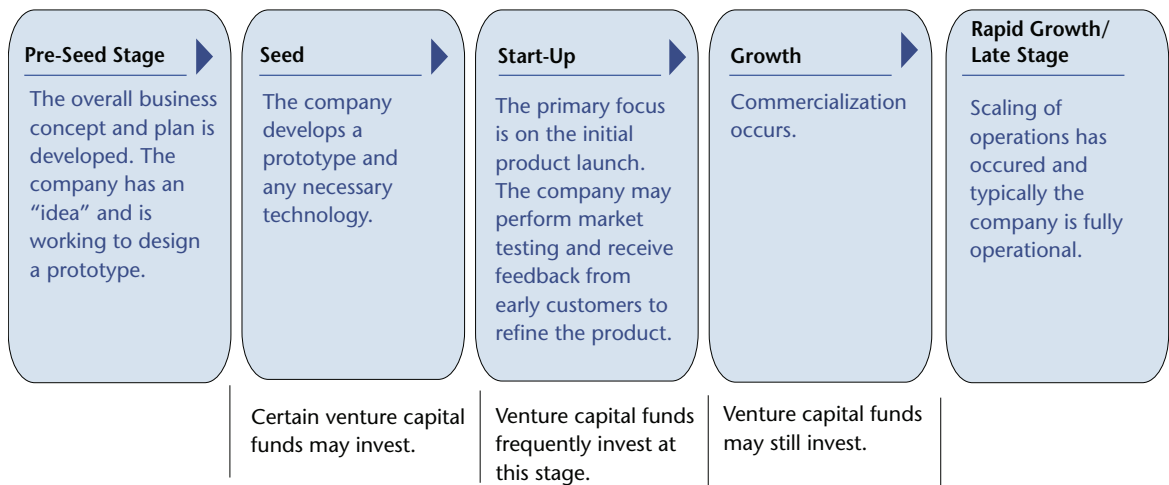 Pre-Seed Stage
The overall business
concept and plan is
developed. The
company has an
“idea” and is
working to design
a prototype.
Seed
The company
develops a
prototype and
any necessary
technology.
Start-Up
The primary focus
is on the initial
product launch.
The company may
perform market
testing and receive
feedback from
early customers to
refine the product.
Growth
Commercialization
occurs.
Rapid Growth/
Late Stage
Scaling of
operations has
occured and
typically the
company is fully
operational.
Certain venture capital
funds may invest.
Venture capital funds
frequently invest at
this stage.
Venture capital funds
may still invest.